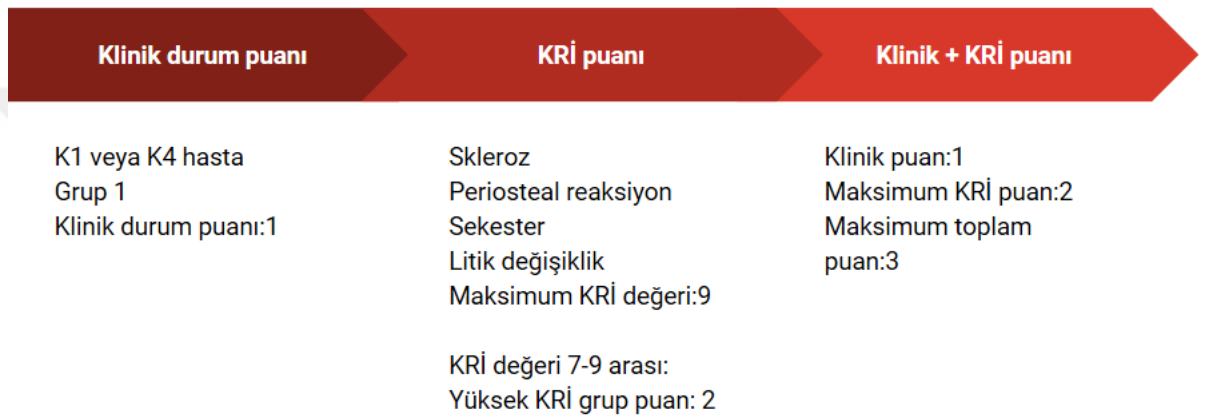 Klinik durum puanı
KRİ puanı
Klinik + KRİ puanı
K1 veya K4 hasta
Grup 1
Klinik durum puanı:1
Skleroz
Periosteal reaksiyon
Sekester
Litik değişiklik
Maksimum KRİ değeri:9
KRİ değeri 7-9 arası:
Yüksek KRİ grup puan: 2
Klinik puan:1
Maksimum KRİ puan:2
Maksimum toplam
puan:3